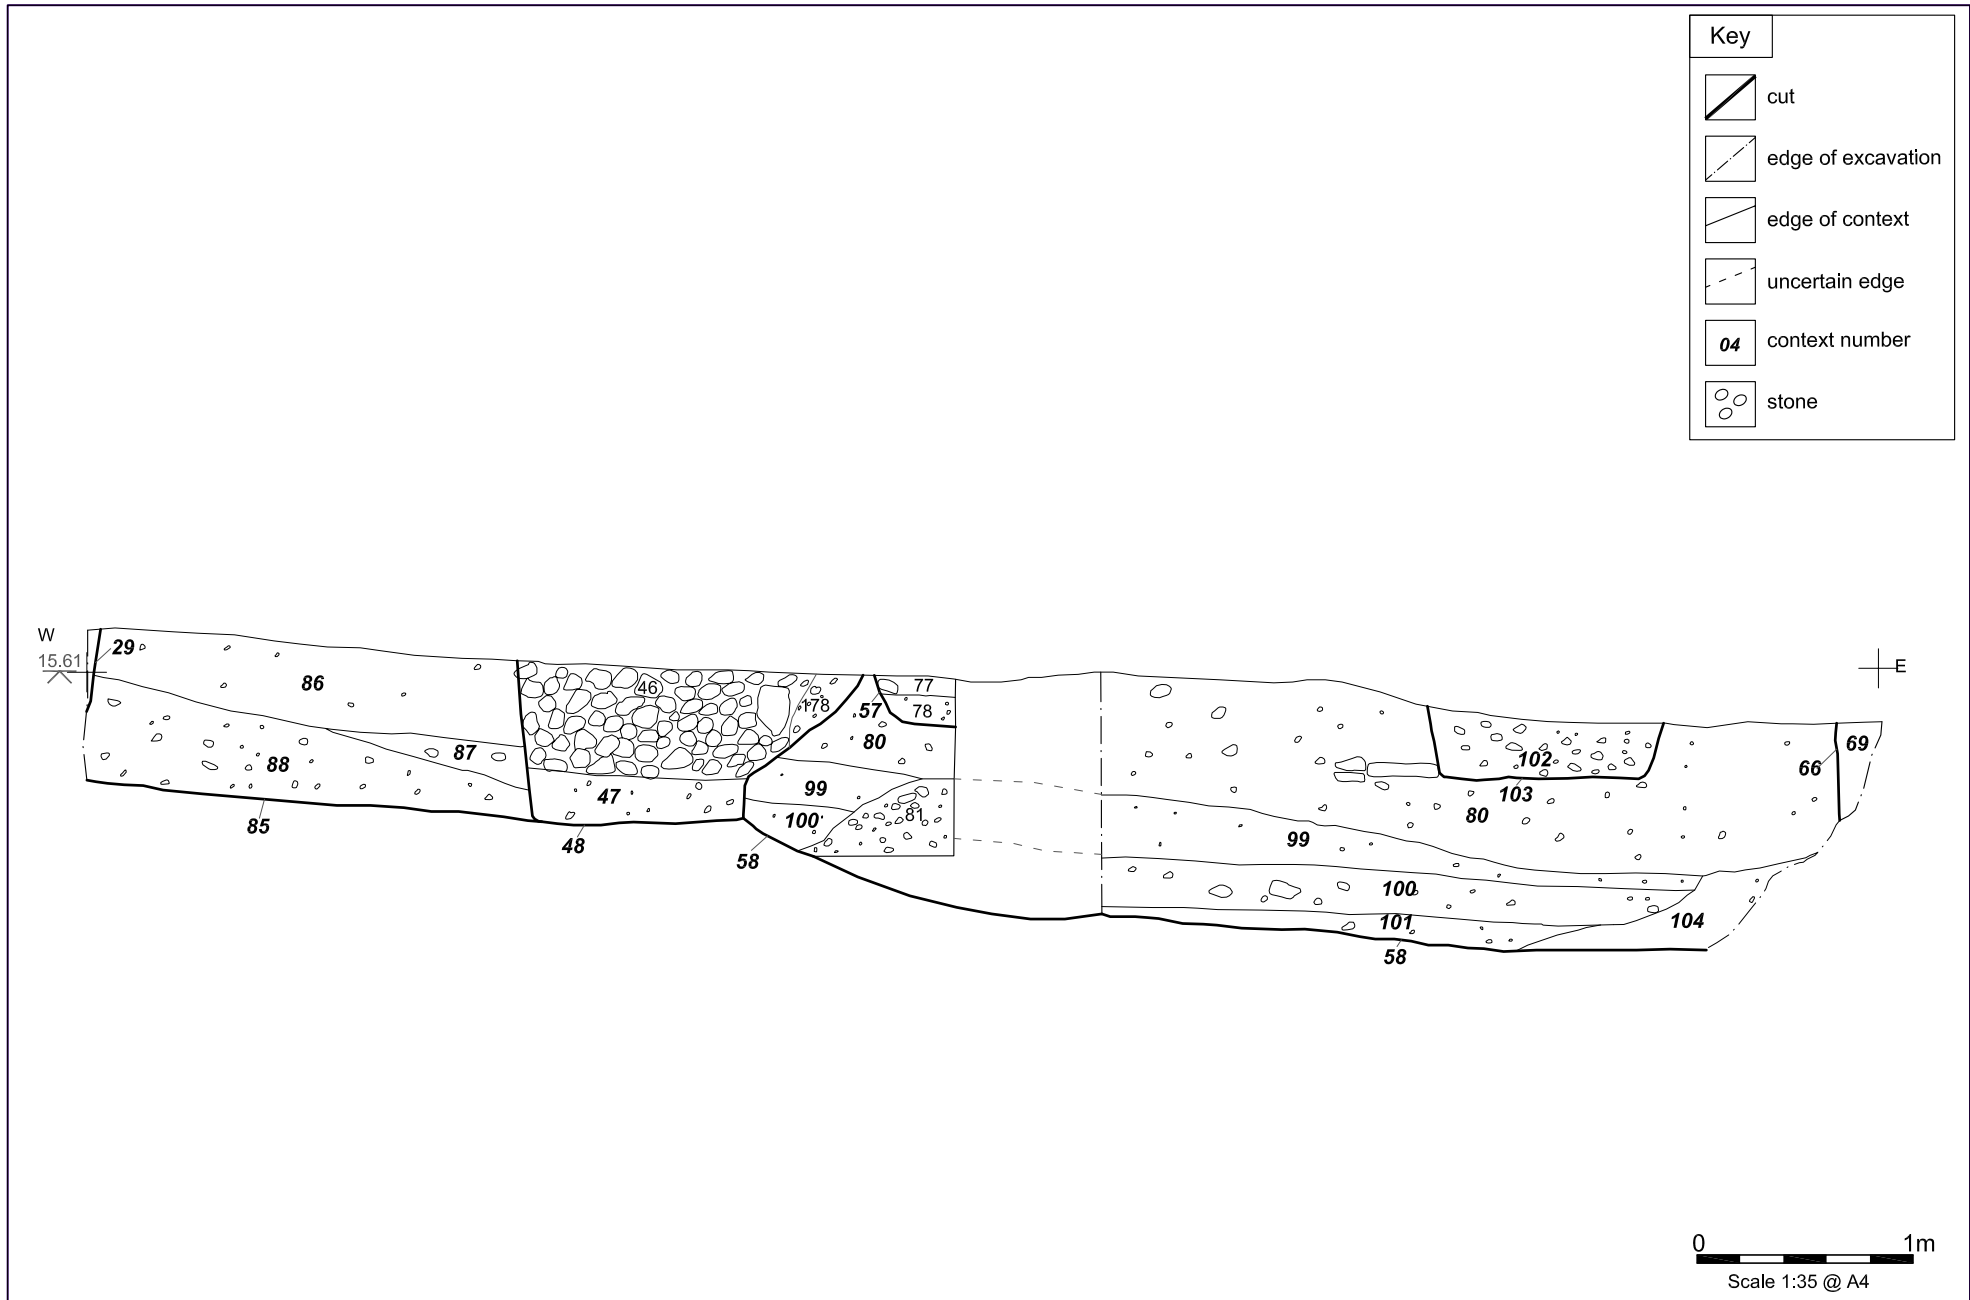 Key
cut
edge of excavation
edge of context
uncertain edge
04 context number
stone
W
15.61
E
29
86
87
88
85
46
178
47
48
58
57
77
78
80
99
100
81
102
103
80
99
100
101
58
104
66
69
0 1m
Scale 1:35 @ A4